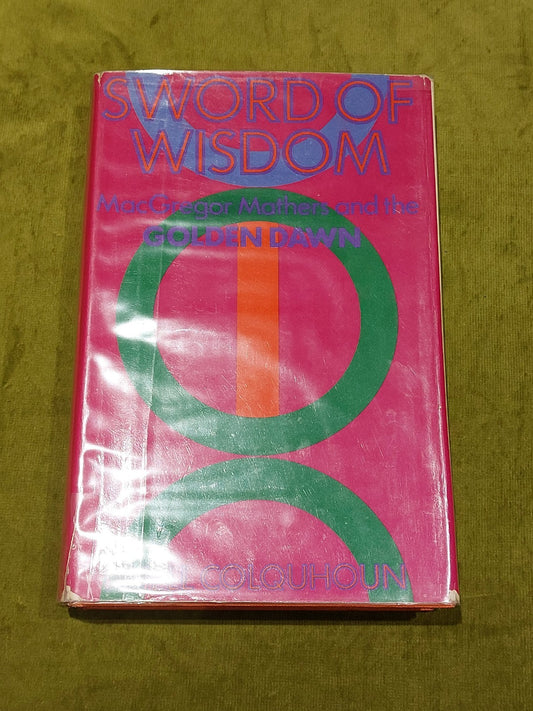 SWORD OF
WISDOM
MacGregor Mathers and the
GOLDEN DAWN
COLQUHOUN